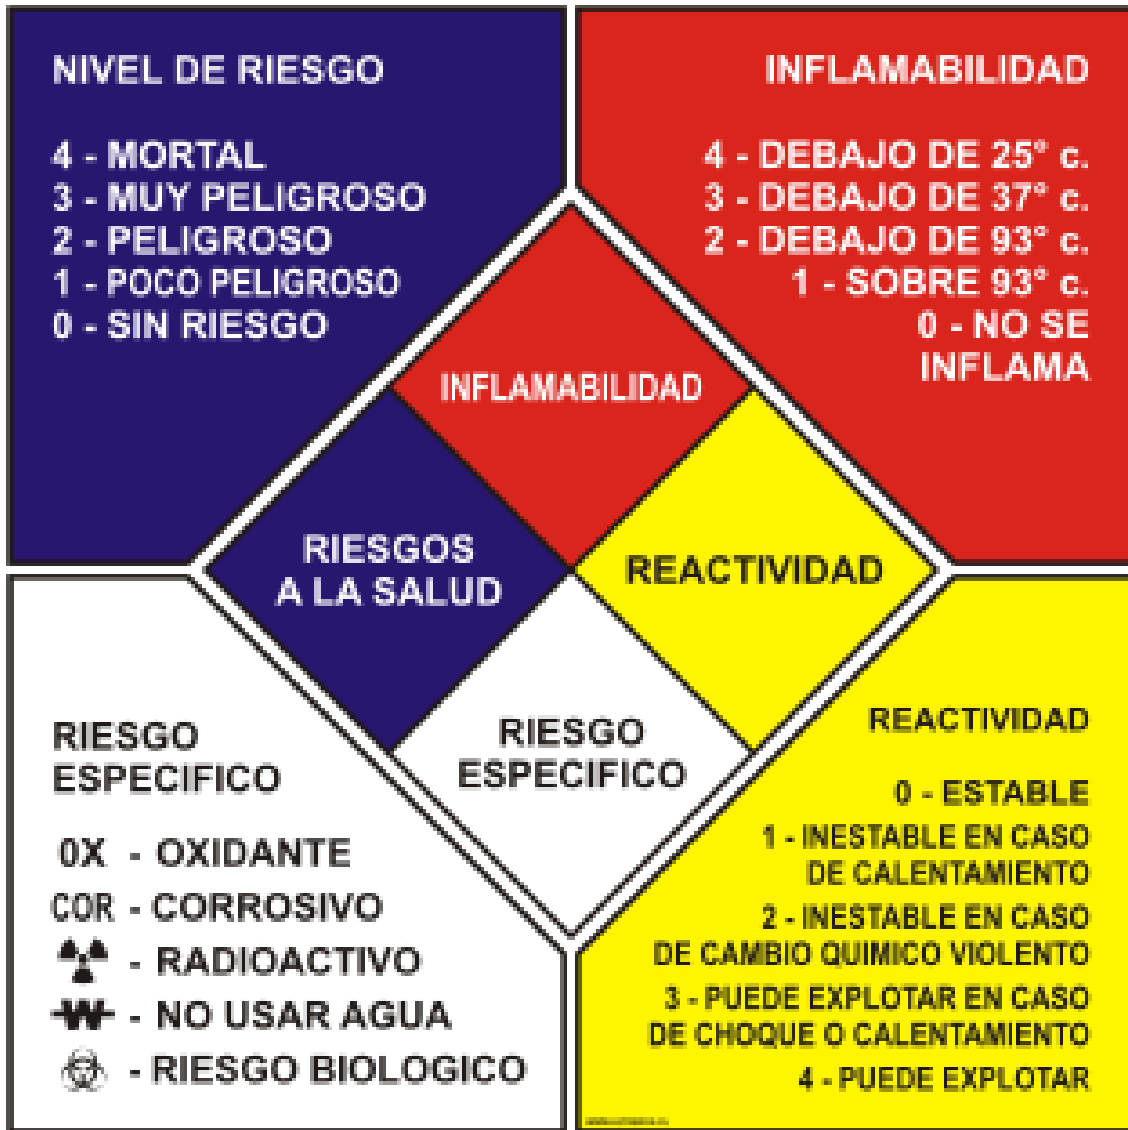 NIVEL DE RIESGO
4 - MORTAL
3 - MUY PELIGROSO
2 - PELIGROSO
1 - POCO PELIGROSO
0 - SIN RIESGO
INFLAMABILIDAD
4 - DEBAJO DE 25° c.
3 - DEBAJO DE 37° c.
2 - DEBAJO DE 93° c.
1 - SOBRE 93° c.
0 - NO SE
INFLAMA
INFLAMABILIDAD
RIESGOS
A LA SALUD
REACTIVIDAD
RIESGO
ESPECIFICO
RIESGO
ESPECIFICO
0X - OXIDANTE
COR - CORROSIVO
- RADIOACTIVO
W - NO USAR AGUA
- RIESGO BIOLOGICO
REACTIVIDAD
0 - ESTABLE
1 - INESTABLE EN CASO
DE CALENTAMIENTO
2 - INESTABLE EN CASO
DE CAMBIO QUIMICO VIOLENTO
3 - PUEDE EXPLOTAR EN CASO
DE CHOQUE O CALENTAMIENTO
4 - PUEDE EXPLOTAR